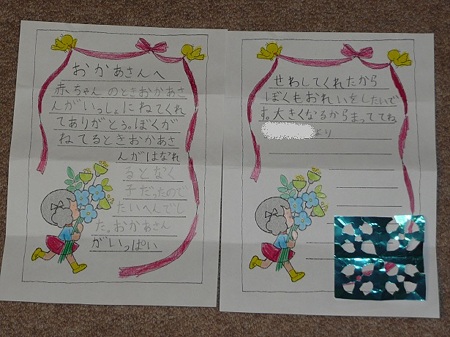 おかあさんへ
赤ちゃんのときおかあさ
んがいっしょにねてくれ
てありがとう。ぼくが
ねてるときおかあさ
んがはなれ
るとなく
子だったので
たいへんでし
た。おかあさん
がいっぱい
せわしてくれたから
ぼくもおれいをしたいで
す。大きくなるからまっててね
より